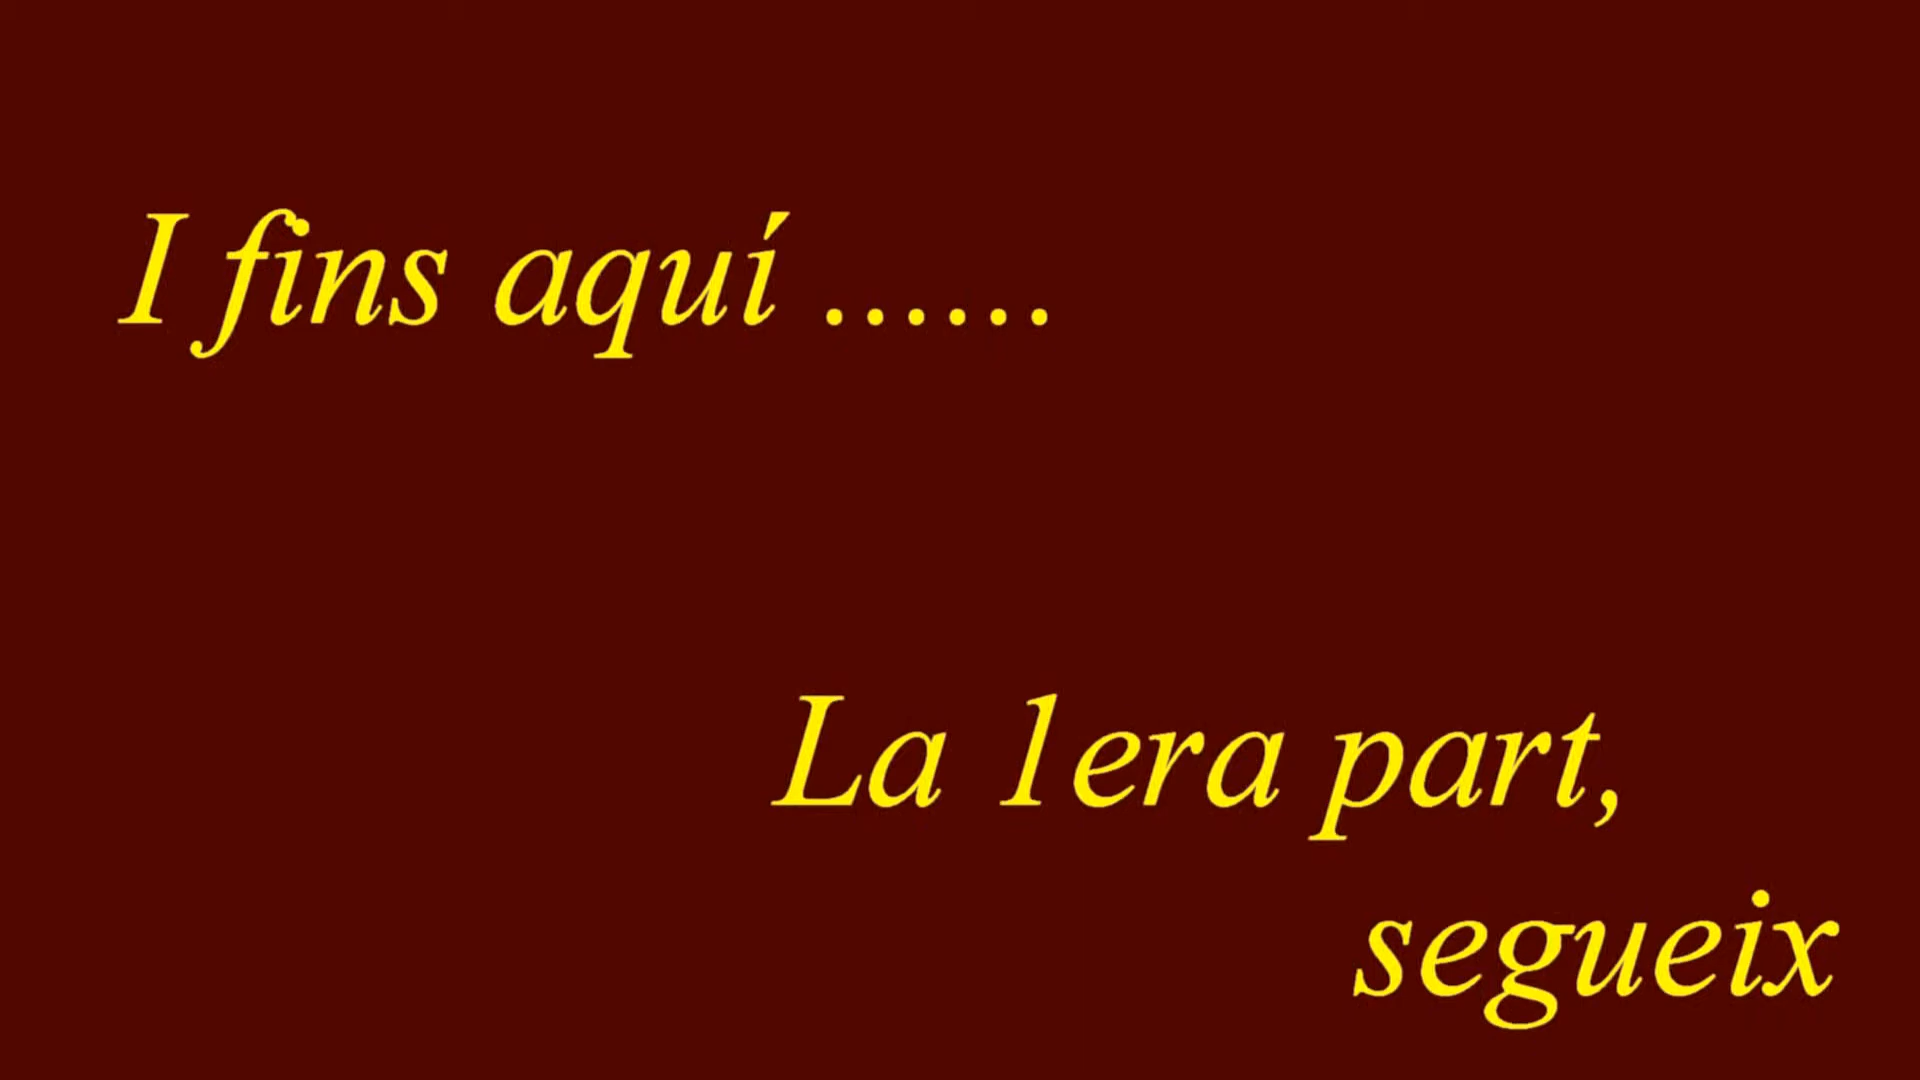 I fins aquí ......
La 1era part,
segueix